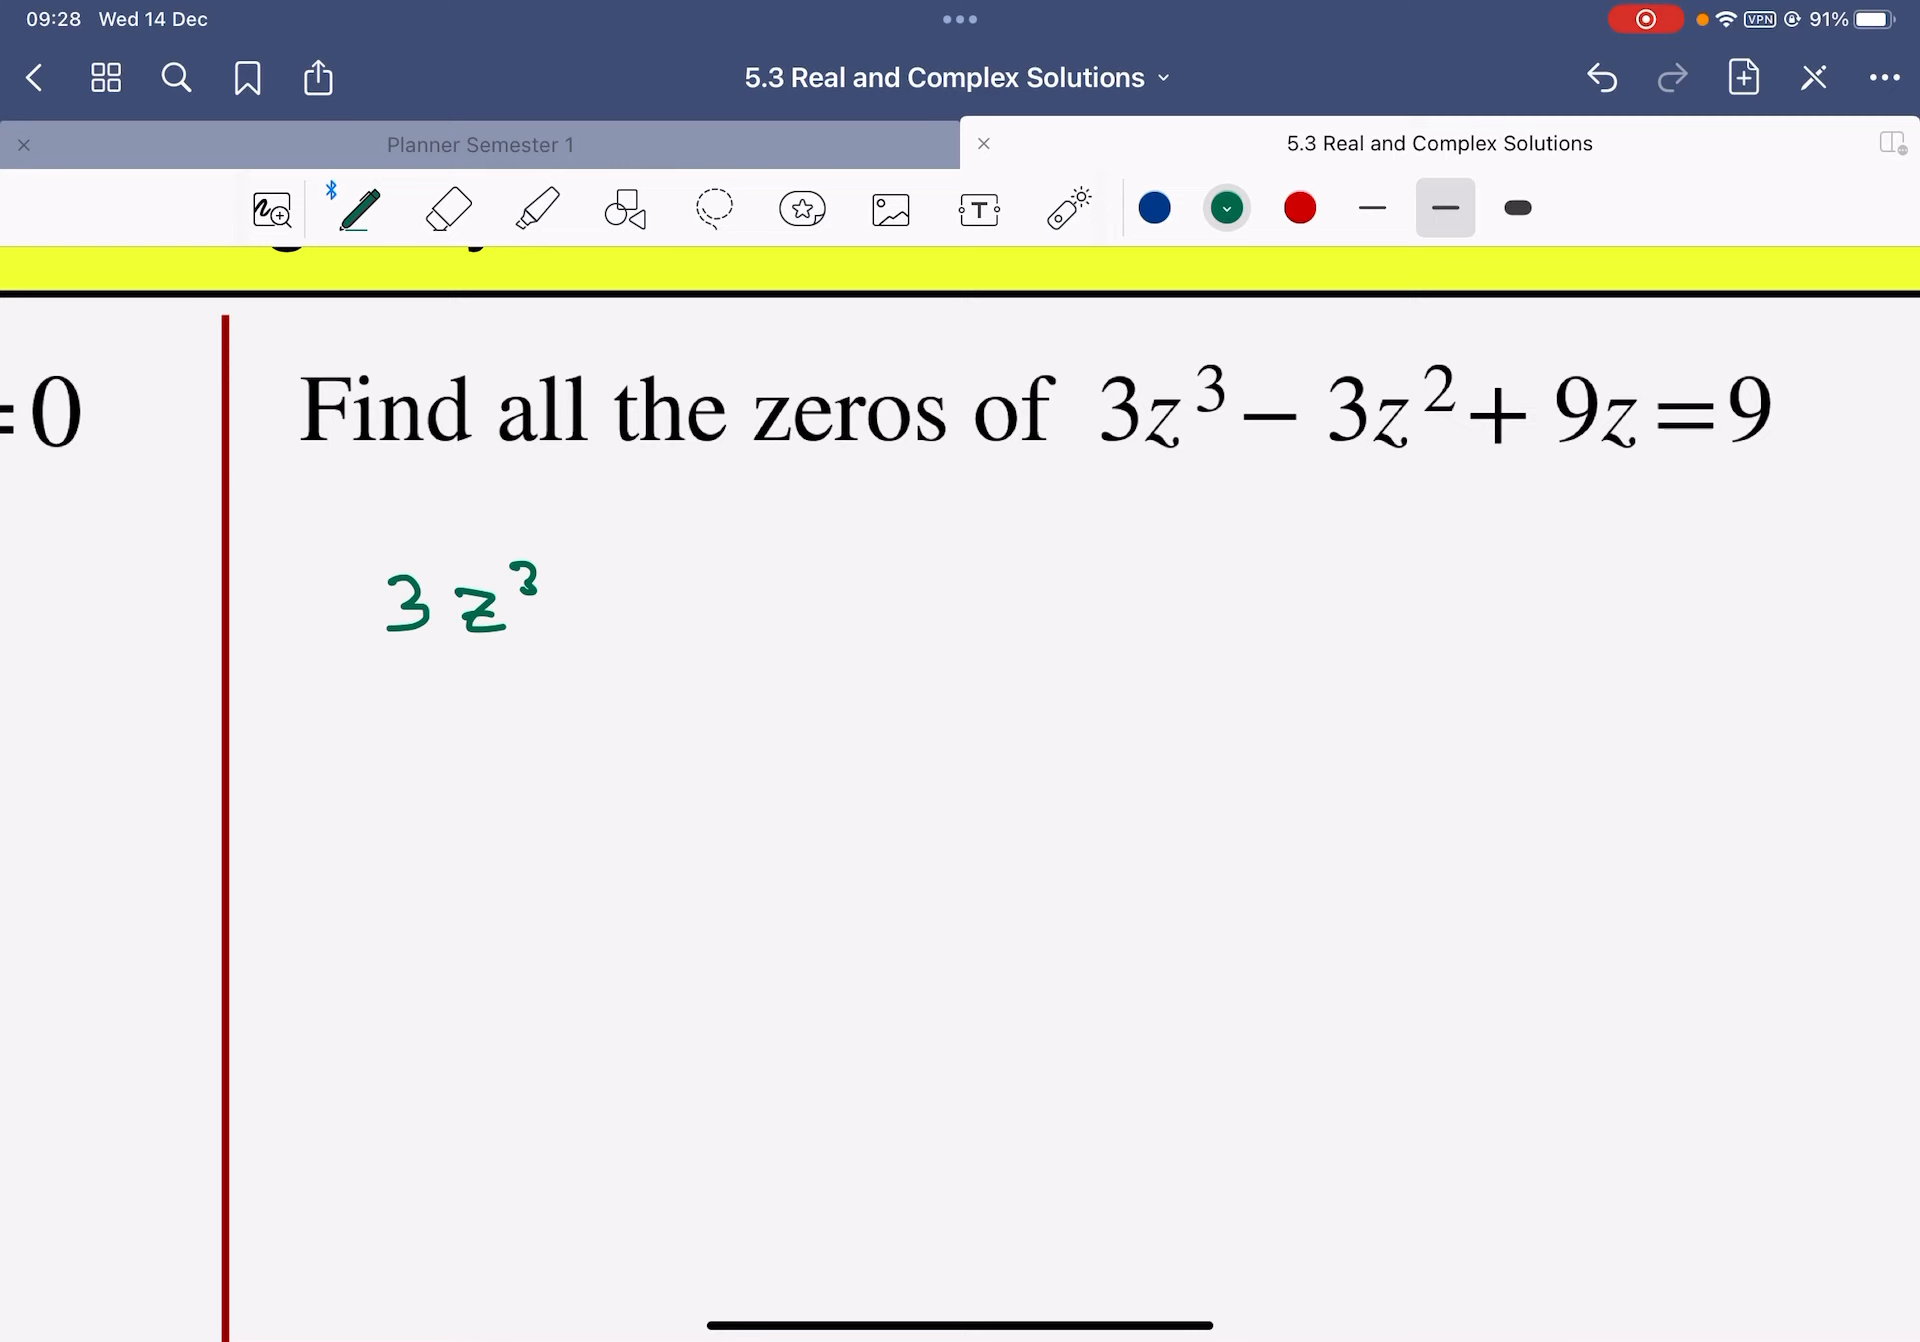 09:28 Wed 14 Dec
VPN 91%
5.3 Real and Complex Solutions
Planner Semester 1
5.3 Real and Complex Solutions
T
=0
Find all the zeros of 3z³ − 3z² + 9z = 9
3z³